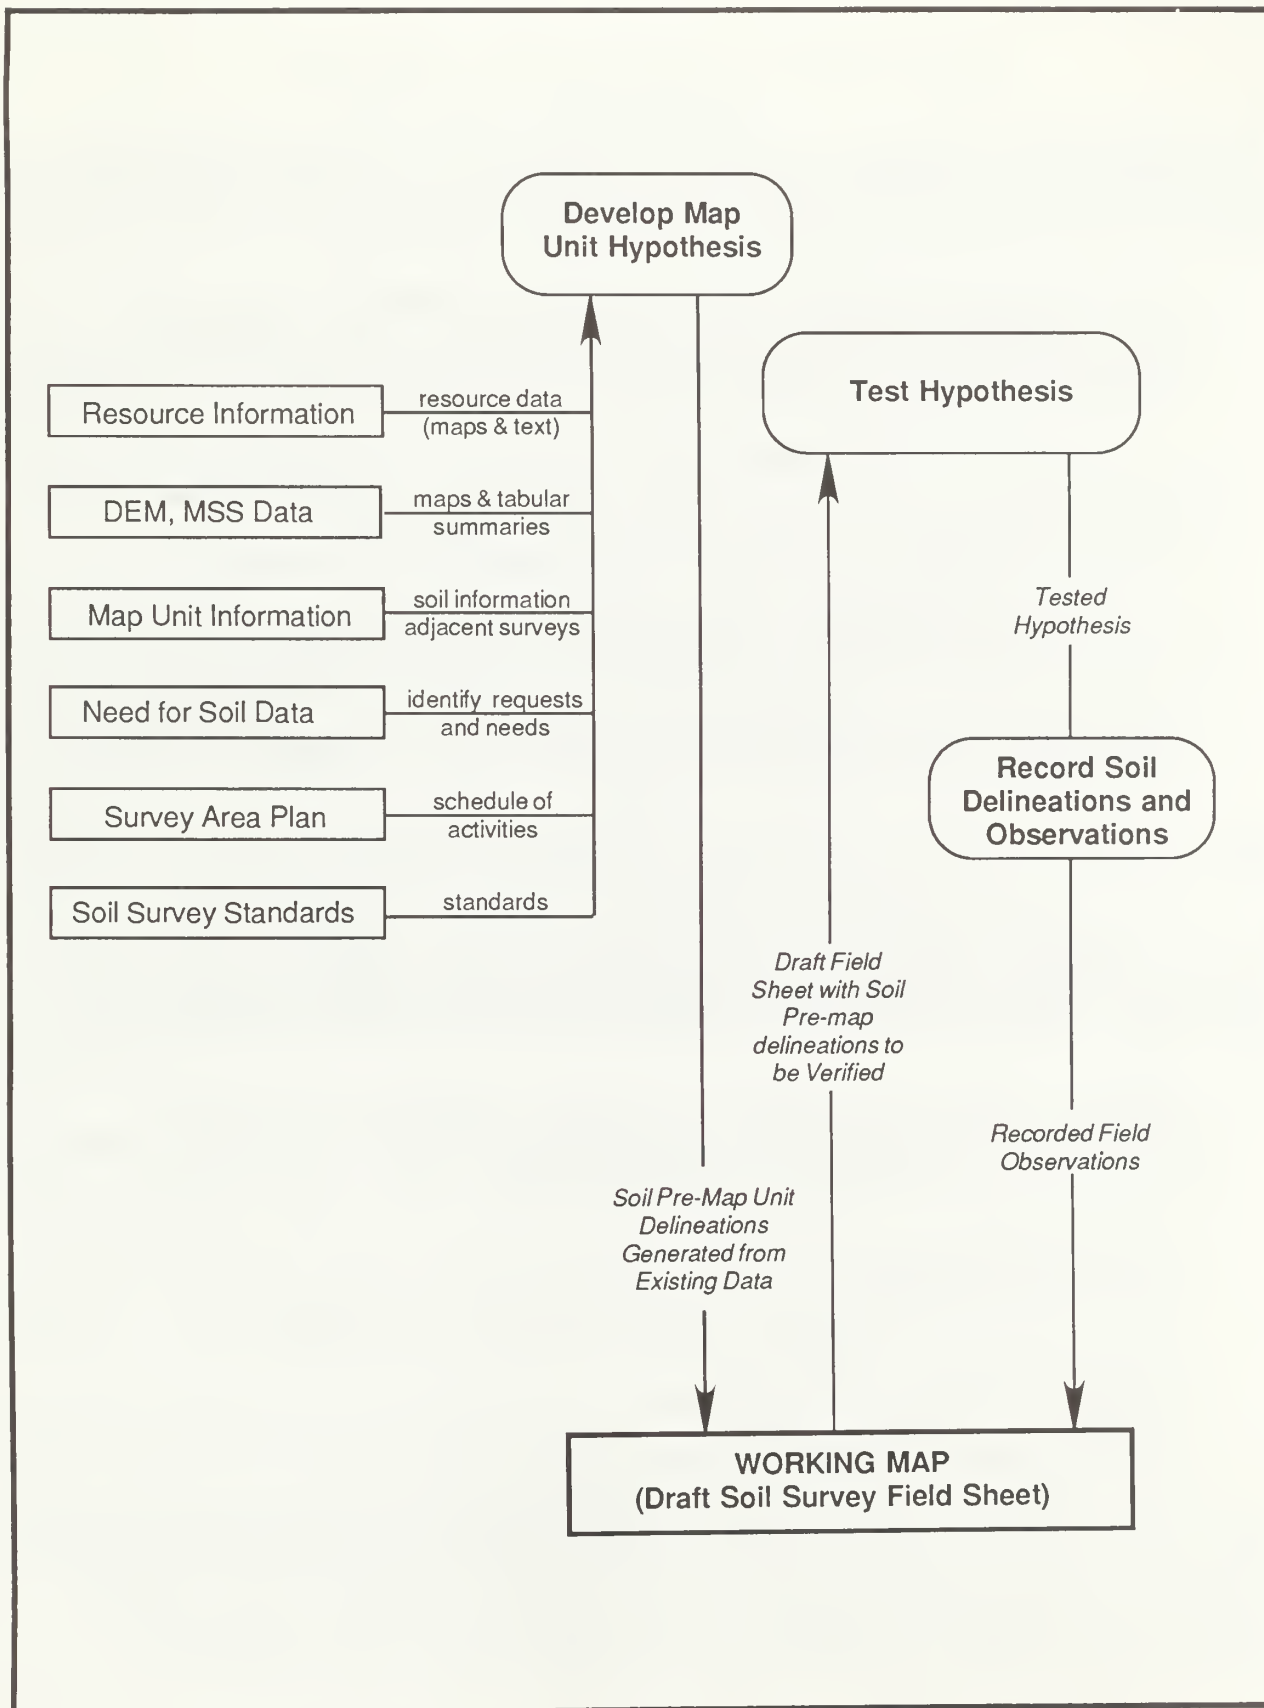 Develop Map
Unit Hypothesis
Test Hypothesis
Resource Information
resource data
(maps & text)
DEM, MSS Data
maps & tabular
summaries
Map Unit Information
soil information
adjacent surveys
Need for Soil Data
identify requests
and needs
Survey Area Plan
schedule of
activities
Soil Survey Standards
standards
Tested
Hypothesis
Record Soil
Delineations and
Observations
Draft Field
Sheet with Soil
Pre-map
delineations to
be Verified
Recorded Field
Observations
Soil Pre-Map Unit
Delineations
Generated from
Existing Data
WORKING MAP
(Draft Soil Survey Field Sheet)